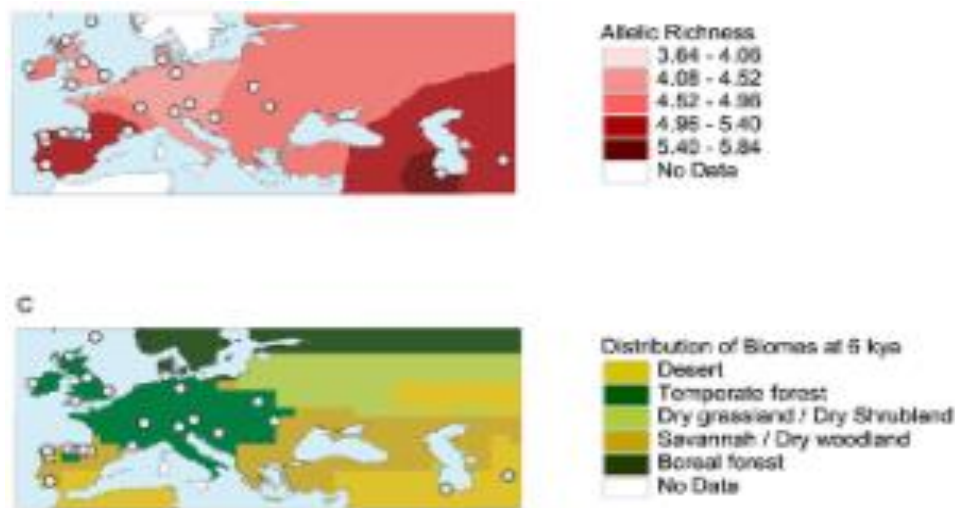 Allelic Richness
3.64 - 4.06
4.08 - 4.52
4.52 - 4.96
4.96 - 5.40
5.40 - 5.84
No Data
C
Distribution of Biomes at 6 kya
Desert
Temperate forest
Dry grassland / Dry Shrubland
Savannah / Dry woodland
Boreal forest
No Data